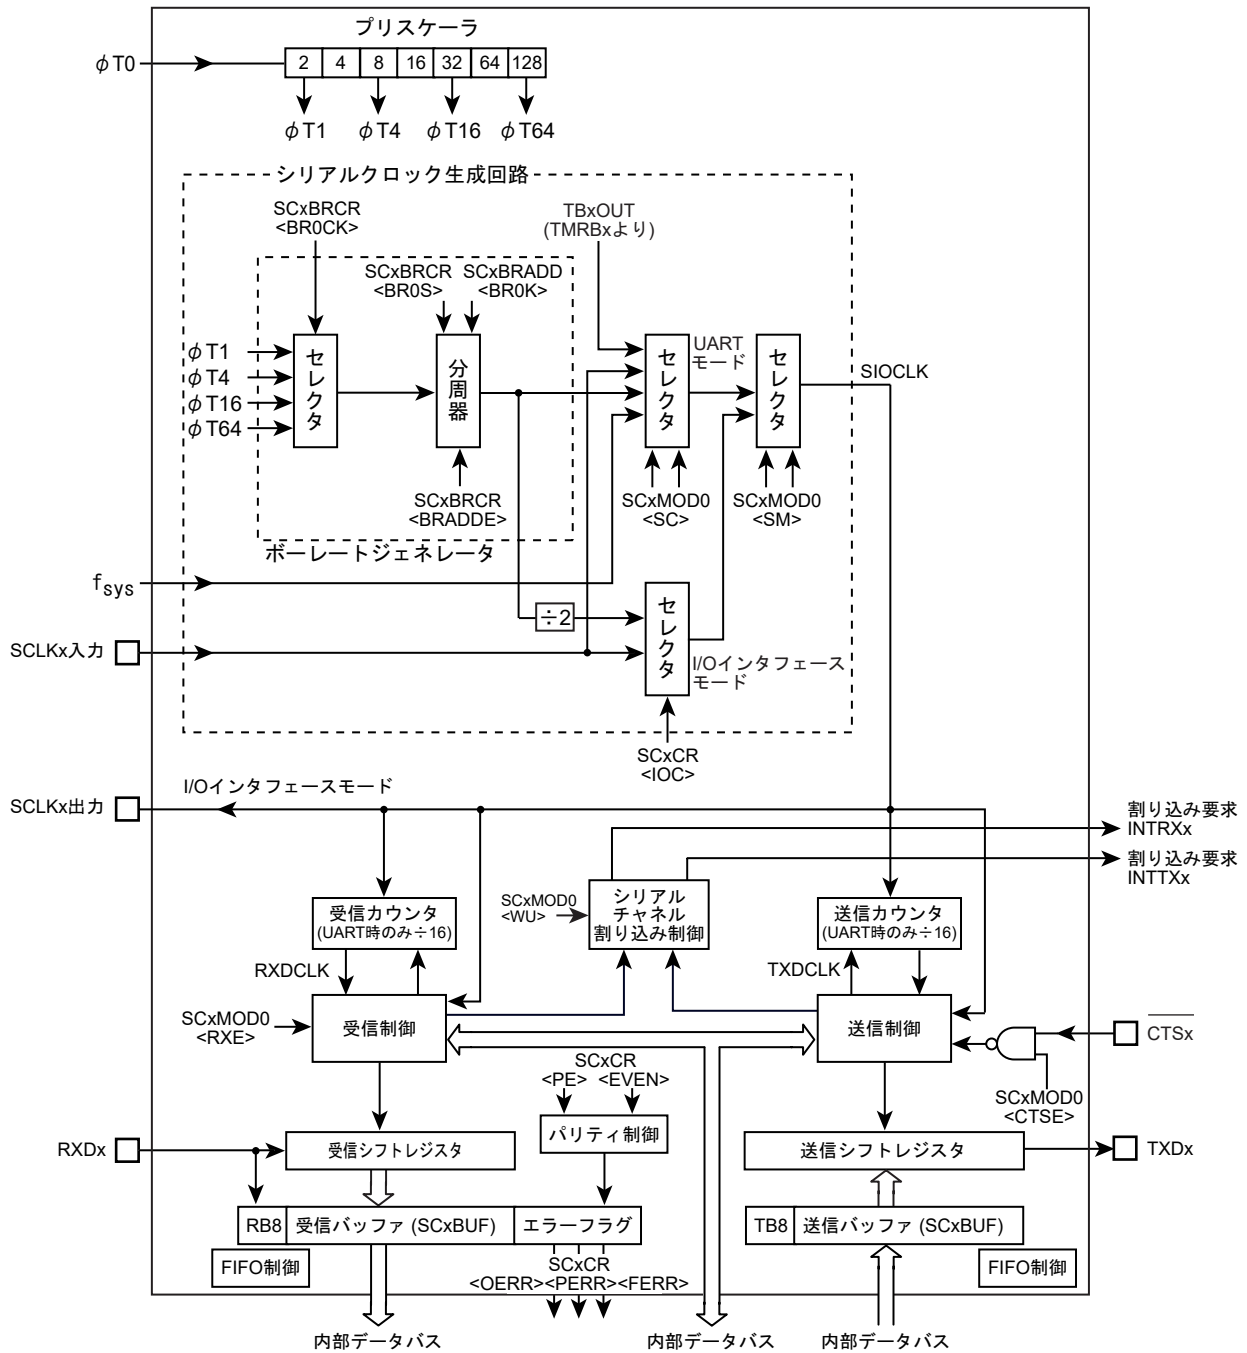 プリスケーラ
φT0
2 4 8 16 32 64 128
φT1 φT4 φT16 φT64
シリアルクロック生成回路
SCxBRCR
<BR0CK>
TBxOUT
(TMRBxより)
SCxBRCR
<BR0S>
SCxBRADD
<BR0K>
φT1
φT4
φT16
φT64
セレクタ
分周器
セレクタ
UART
モード
セレクタ
SIOCLK
SCxBRCR
<BRADDE>
SCxMOD0
<SC>
SCxMOD0
<SM>
ボーレートジェネレータ
fsys
÷2
セレクタ
SCLKx入力
I/Oインタフェース
モード
SCxCR
<IOC>
I/Oインタフェースモード
SCLKx出力
割り込み要求
INTRXx
割り込み要求
INTTXx
受信カウンタ
(UART時のみ÷16)
SCxMOD0
<WU>
シリアル
チャネル
割り込み制御
送信カウンタ
(UART時のみ÷16)
RXDCLK
TXDCLK
SCxMOD0
<RXE>
受信制御
送信制御
CTSx
SCxMOD0
<CTSE>
SCxCR
<PE> <EVEN>
パリティ制御
RXDx
受信シフトレジスタ
送信シフトレジスタ
TXDx
RB8 受信バッファ (SCxBUF) エラーフラグ
TB8 送信バッファ (SCxBUF)
FIFO制御
SCxCR
<OERR><PERR><FERR>
FIFO制御
内部データバス
内部データバス
内部データバス